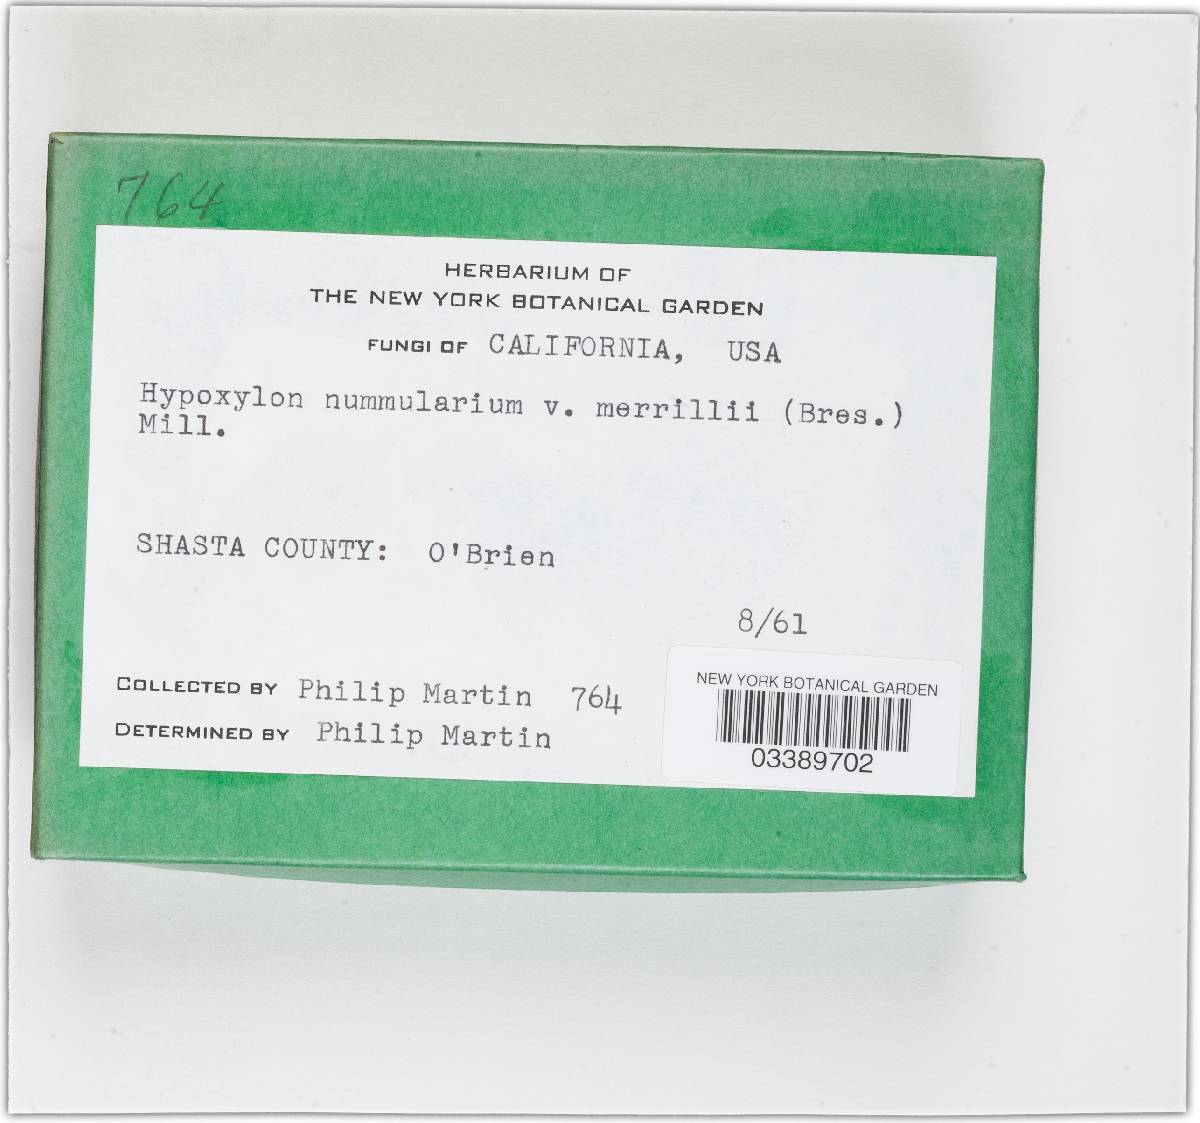 764
HERBARIUM OF
THE NEW YORK BOTANICAL GARDEN
FUNGI OF CALIFORNIA, USA
Hypoxylon nummularium v. merrillii (Bres.)
Mill.
SHASTA COUNTY: O'Brien
8/61
COLLECTED BY Philip Martin 764
DETERMINED BY Philip Martin
NEW YORK BOTANICAL GARDEN
03389702